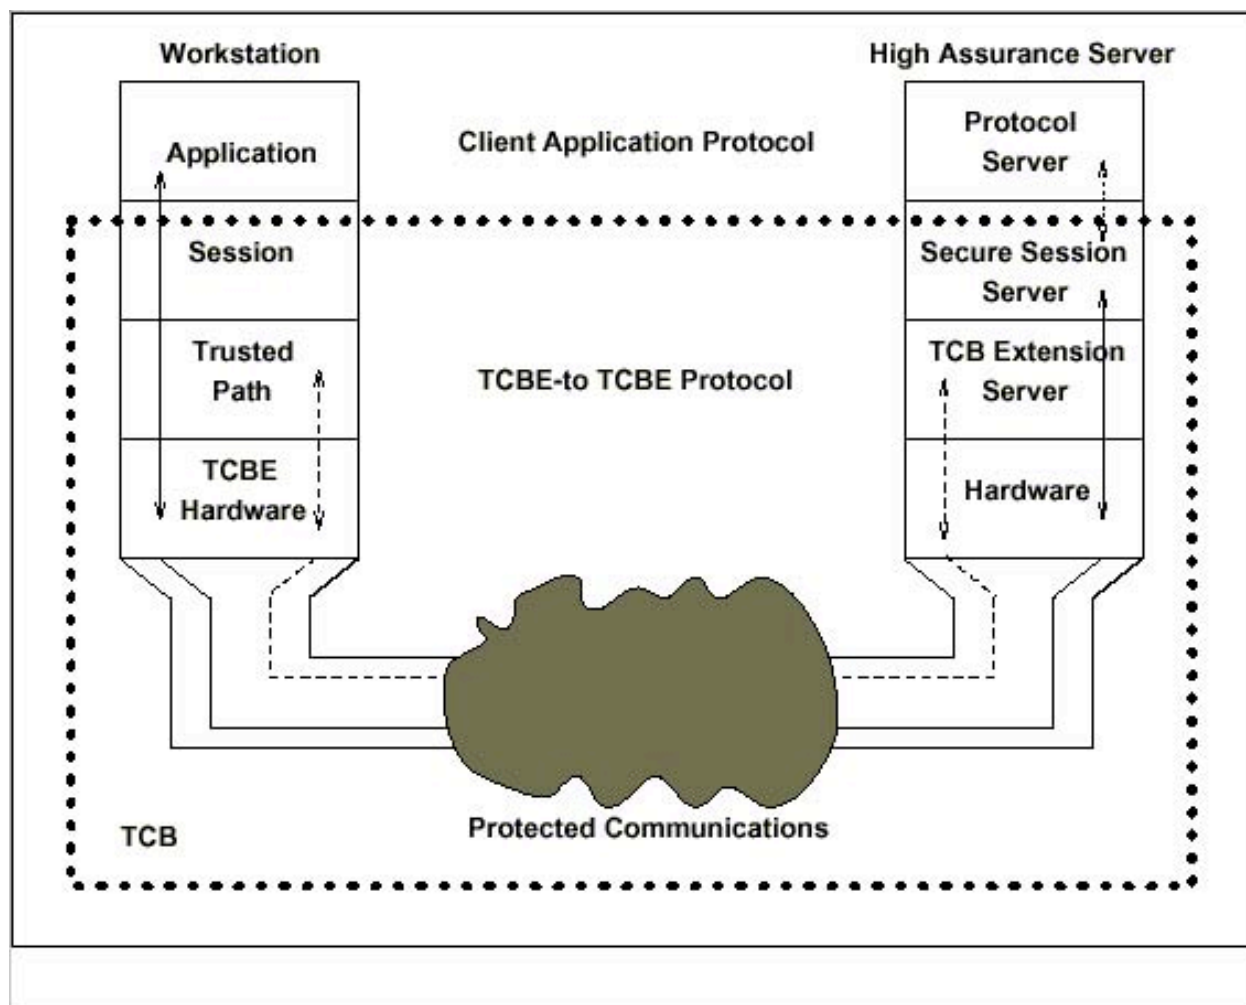 Workstation
High Assurance Server
Application
Client Application Protocol
Protocol
Server
Session
Secure Session
Server
Trusted
Path
TCBE-to TCBE Protocol
TCB Extension
Server
TCBE
Hardware
Hardware
Protected Communications
TCB